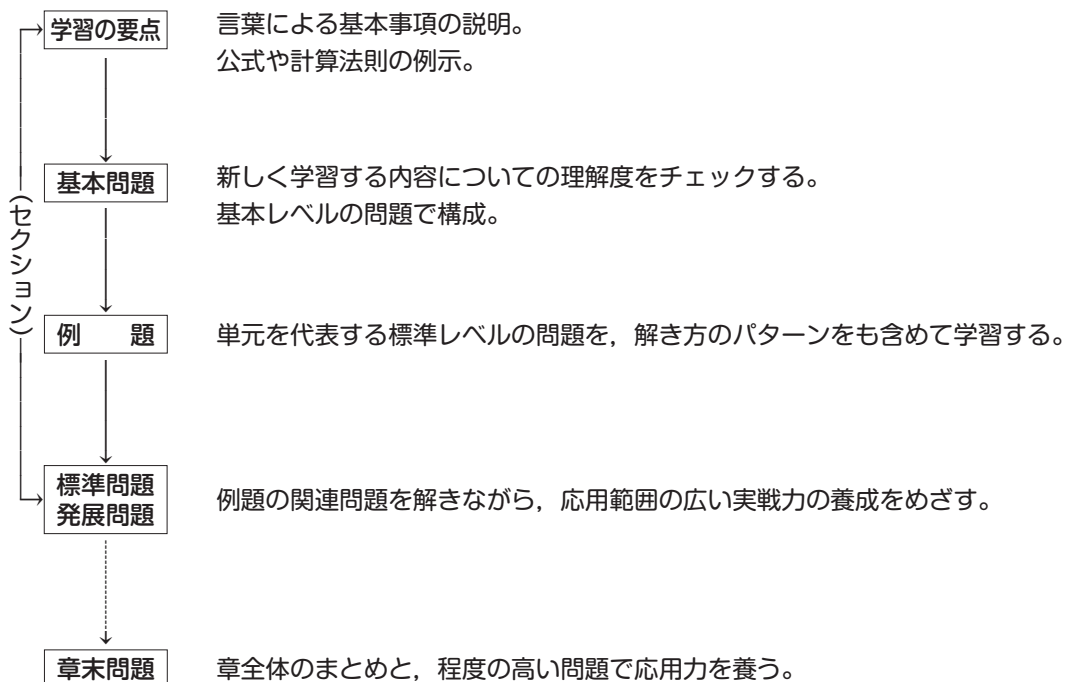 学習の要点
言葉による基本事項の説明。
公式や計算法則の例示。
基本問題
新しく学習する内容についての理解度をチェックする。
基本レベルの問題で構成。
(セクション)
例　題
単元を代表する標準レベルの問題を，解き方のパターンをも含めて学習する。
標準問題
発展問題
例題の関連問題を解きながら，応用範囲の広い実戦力の養成をめざす。
章末問題
章全体のまとめと，程度の高い問題で応用力を養う。